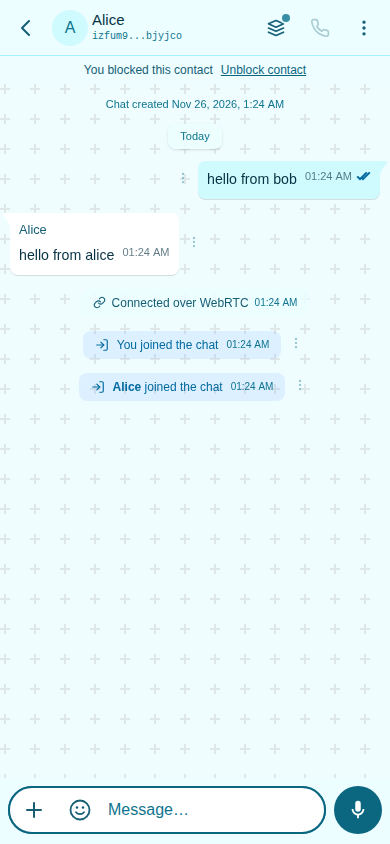 A
Alice
izfum9...bjyjco
You blocked this contact Unblock contact
Chat created Nov 26, 2026, 1:24 AM
Today
hello from bob 01:24 AM
Alice
hello from alice 01:24 AM
Connected over WebRTC 01:24 AM
You joined the chat 01:24 AM
Alice joined the chat 01:24 AM
Message…